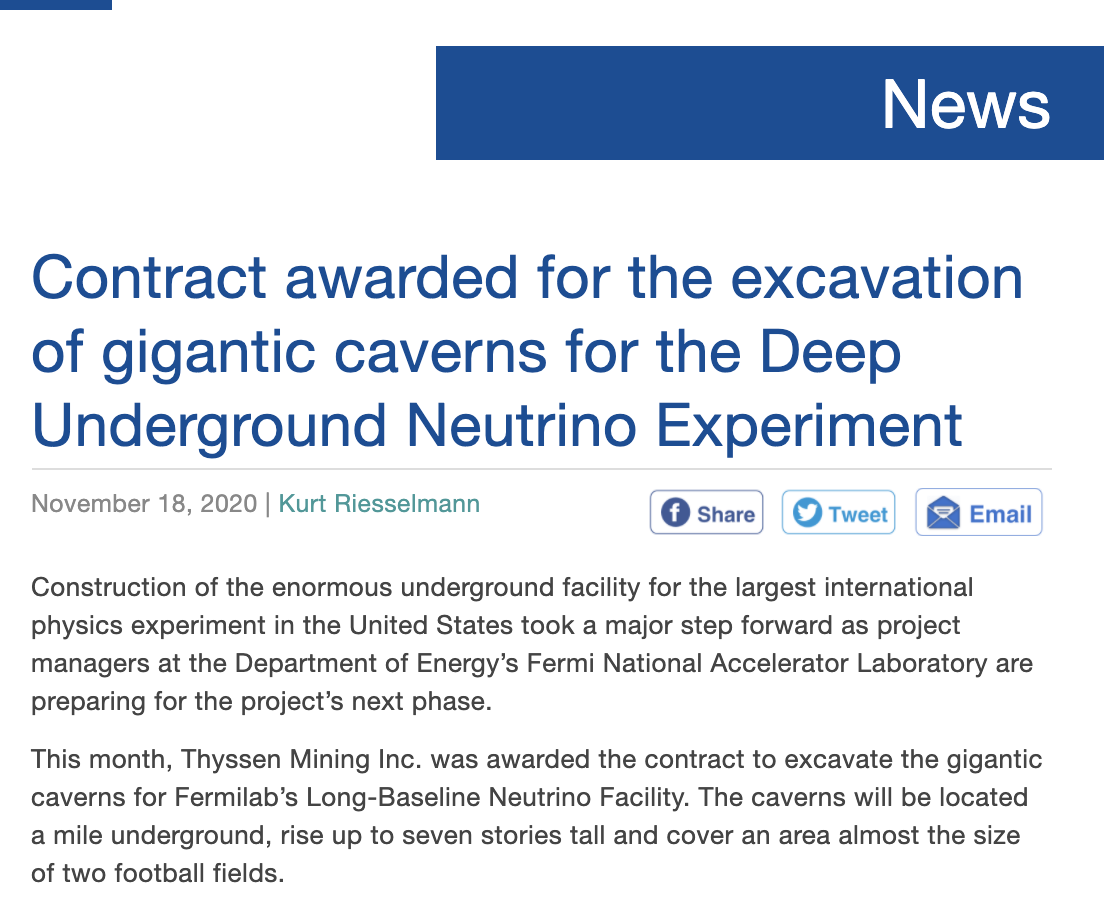 News
Contract awarded for the excavation
of gigantic caverns for the Deep
Underground Neutrino Experiment
November 18, 2020 | Kurt Riesselmann
Share
Tweet
Email
Construction of the enormous underground facility for the largest international
physics experiment in the United States took a major step forward as project
managers at the Department of Energy’s Fermi National Accelerator Laboratory are
preparing for the project’s next phase.
This month, Thyssen Mining Inc. was awarded the contract to excavate the gigantic
caverns for Fermilab’s Long-Baseline Neutrino Facility. The caverns will be located
a mile underground, rise up to seven stories tall and cover an area almost the size
of two football fields.